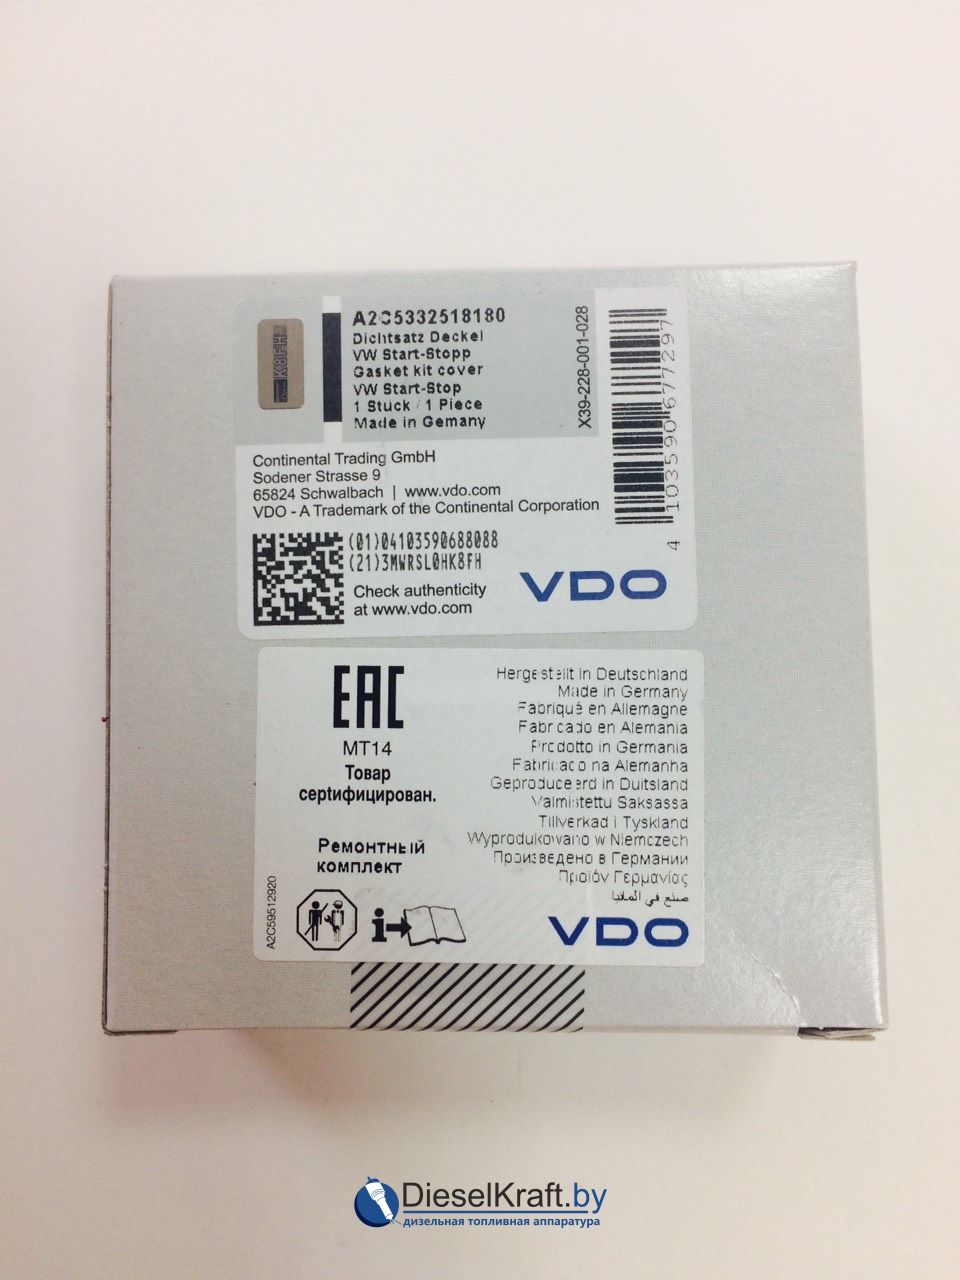 A2C5332518180
Dichtsatz Deckel
VW Start-Stopp
Gasket kit cover
VW Start-Stop
1 Stuck / 1 Piece
Made in Gemany
K8FH
X39-228-001-028
4 103590 677297
Continental Trading GmbH
Sodener Strasse 9
65824 Schwalbach | www.vdo.com
VDO - A Trademark of the Continental Corporation
(01)04103590688088
(21)3MWRSL0HK8FH
Check authenticity
at www.vdo.com
VDO
EAC
MT14
Товар
сертифицирован.
Ремонтный
комплект
A2C59512920
Hergestellt in Deutschland
Made in Germany
Fabriqué en Allemagne
Fabricado en Alemania
Prodotto in Germania
Fabricado na Alemanha
Geproduceerd in Duitsland
Valmistettu Saksassa
Tillverkad i Tyskland
Wyprodukowano w Niemczech
Произведено в Германии
Προϊόν Γερμανίας
صنع في المانيا
VDO
DieselKraft.by
дизельная топливная аппаратура